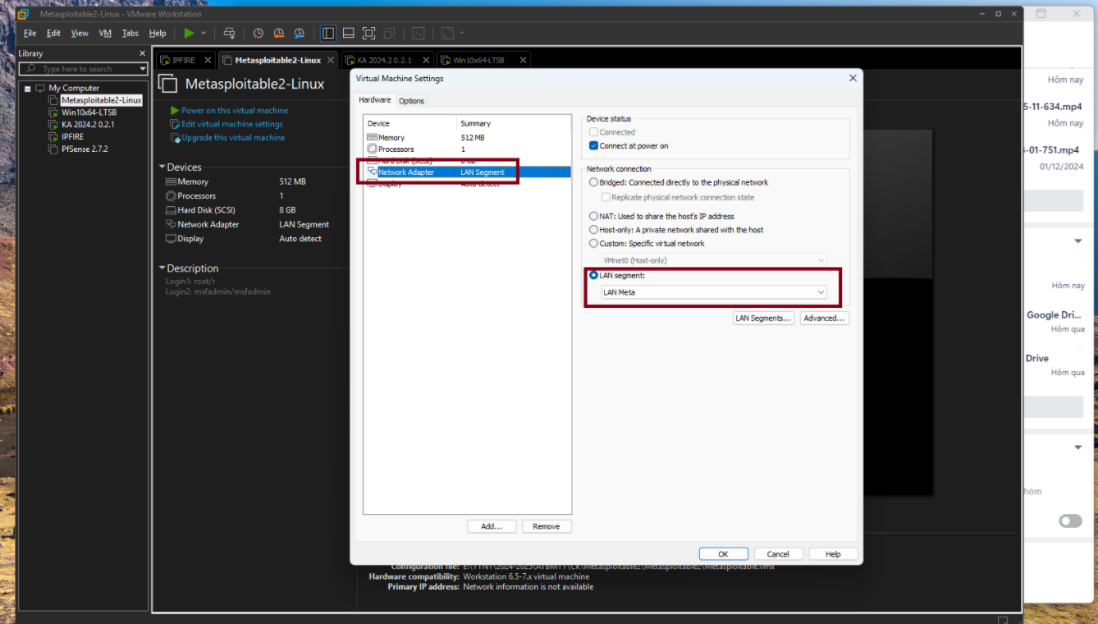 Metasploitable2-Linux - VMware Workstation
File Edit View VM Tabs Help
Library
Type here to search
My Computer
Metasploitable2-Linux
Win10x64-LTSB
KA 2024.2 0.2.1
IPFIRE
PfSense 2.7.2
IPFIRE
Metasploitable2-Linux
KA 2024.2 0.2.1
Win10x64-LTSB
Metasploitable2-Linux
Power on this virtual machine
Edit virtual machine settings
Upgrade this virtual machine
Devices
Memory 512 MB
Processors 1
Hard Disk (SCSI) 8 GB
Network Adapter LAN Segment
Display Auto detect
Description
Login1: root/r
Login2: msfadmin/msfadmin
Virtual Machine Settings
Hardware Options
Device Summary
Memory 512 MB
Processors 1
Hard Disk (SCSI) 8 GB
Network Adapter LAN Segment
Display Auto detect
Add... Remove
Device status
Connected
Connect at power on
Network connection
Bridged: Connected directly to the physical network
Replicate physical network connection state
NAT: Used to share the host's IP address
Host-only: A private network shared with the host
Custom: Specific virtual network
VMnet0 (Host-only)
LAN segment:
LAN Meta
LAN Segments... Advanced...
OK Cancel Help
Hardware compatibility: Workstation 6.5-7.x virtual machine
Primary IP address: Network information is not available
Hôm nay
5-11-634.mp4
Hôm nay
-01-751.mp4
01/12/2024
Hôm nay
Google Dri...
Hôm qua
Drive
Hôm qua
hóm